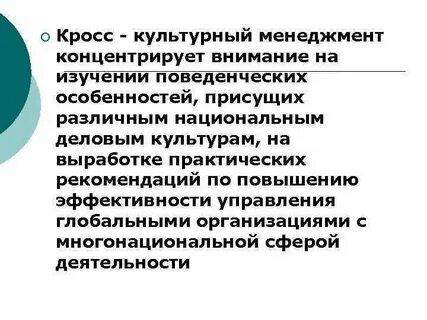 Кросс - культурный менеджмент
концентрирует внимание на
изучении поведенческих
особенностей, присущих
различным национальным
деловым культурам, на
выработке практических
рекомендаций по повышению
эффективности управления
глобальными организациями с
многонациональной сферой
деятельности